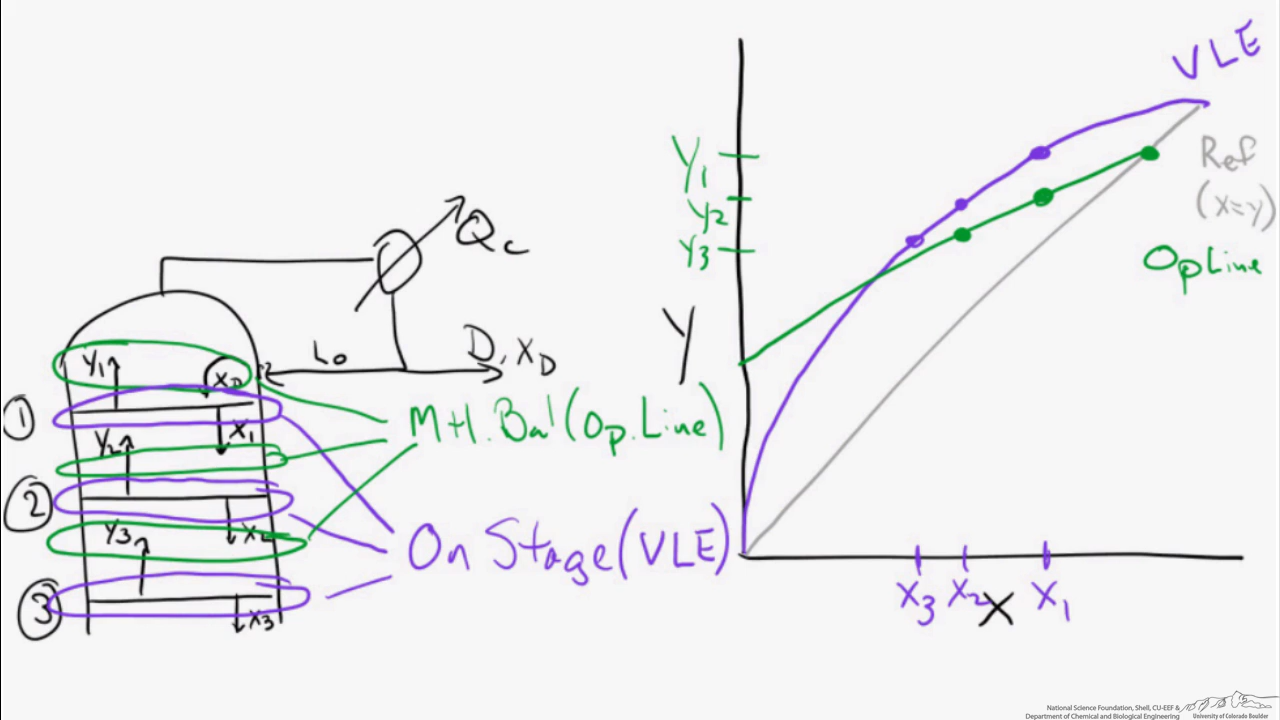 VLE
Y1
Ref
(x=y)
Y2
Qc
Y3
OpLine
Y
L0
D, XD
Y1
XD
1
X1
Mtl. Bal (Op. Line)
Y2
2
X2
Y3
On Stage (VLE)
3
X3
X3 X2 X X1
National Science Foundation, Shell, CU-EEF &
Department of Chemical and Biological Engineering
University of Colorado Boulder